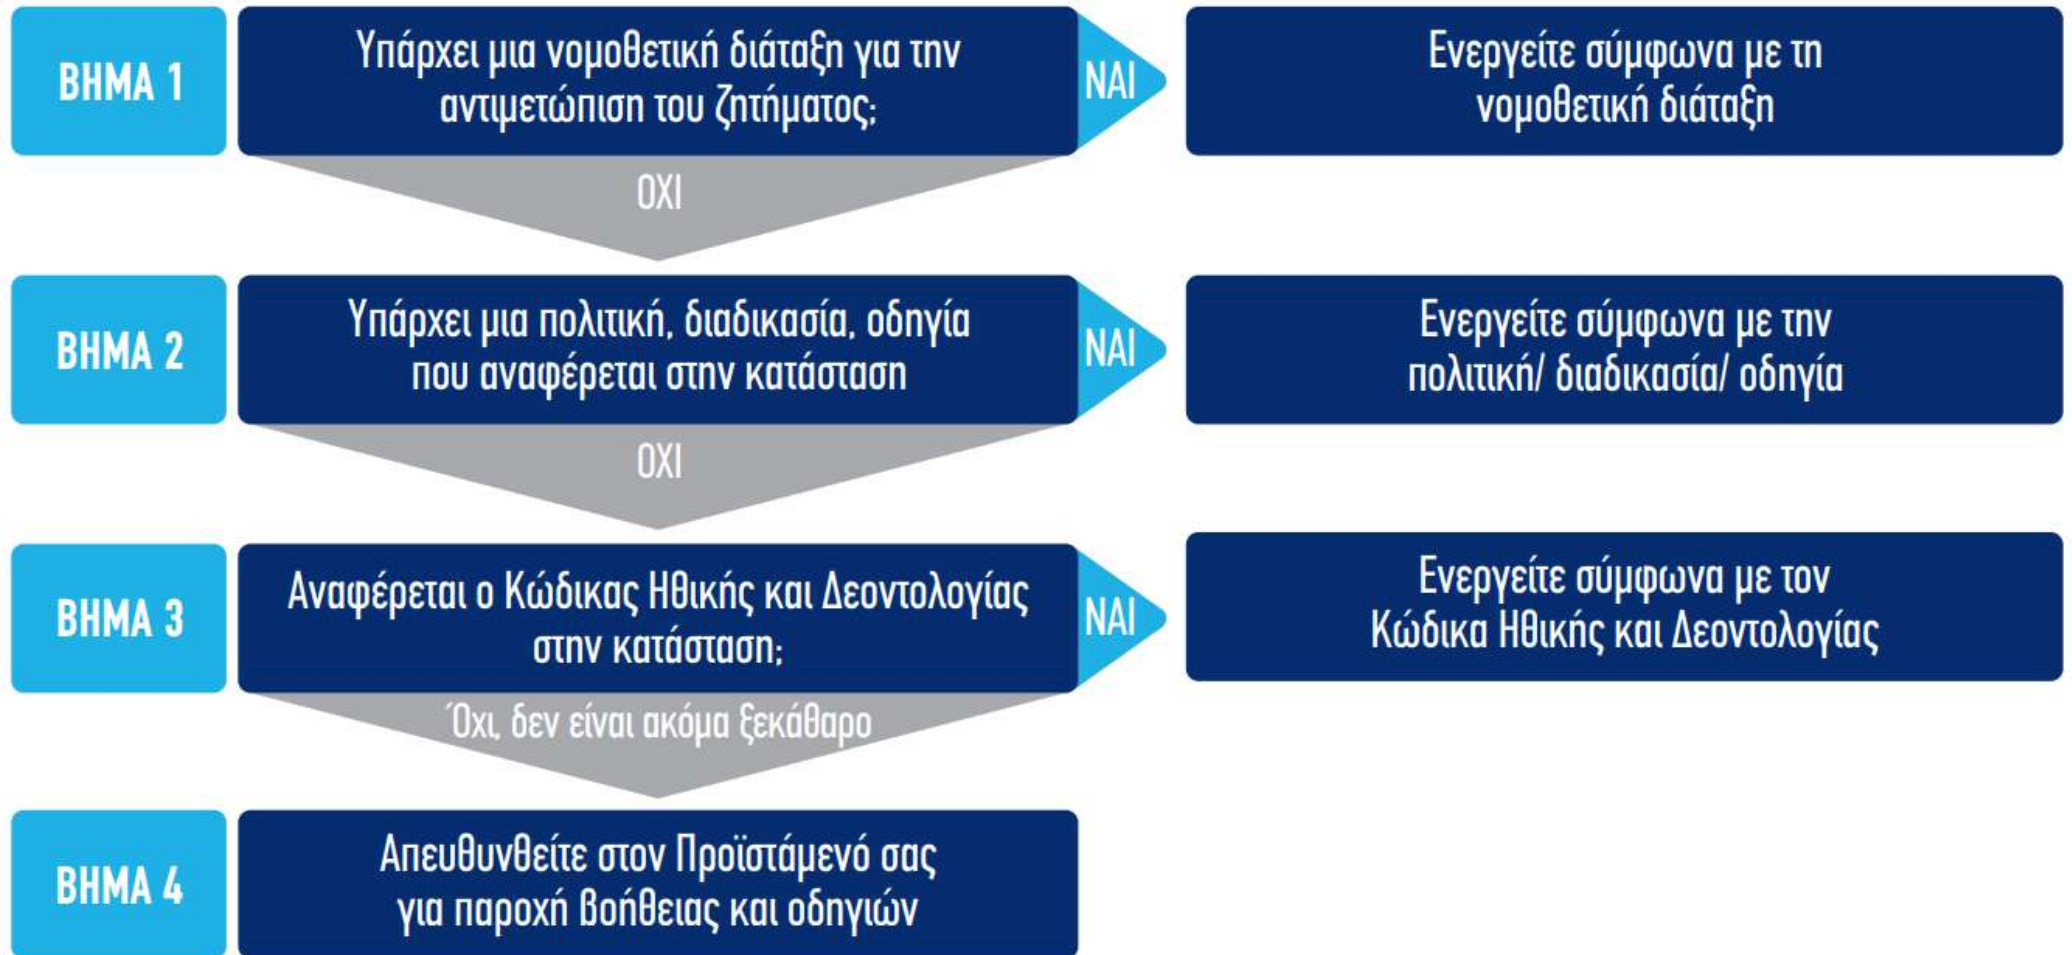 ΒΗΜΑ 1
Υπάρχει μια νομοθετική διάταξη για την
αντιμετώπιση του ζητήματος;
ΝΑΙ
Ενεργείτε σύμφωνα με τη
νομοθετική διάταξη
ΟΧΙ
ΒΗΜΑ 2
Υπάρχει μια πολιτική, διαδικασία, οδηγία
που αναφέρεται στην κατάσταση
ΝΑΙ
Ενεργείτε σύμφωνα με την
πολιτική/ διαδικασία/ οδηγία
ΟΧΙ
ΒΗΜΑ 3
Αναφέρεται ο Κώδικας Ηθικής και Δεοντολογίας
στην κατάσταση;
ΝΑΙ
Ενεργείτε σύμφωνα με τον
Κώδικα Ηθικής και Δεοντολογίας
Όχι, δεν είναι ακόμα ξεκάθαρο
ΒΗΜΑ 4
Απευθυνθείτε στον Προϊστάμενό σας
για παροχή βοήθειας και οδηγιών